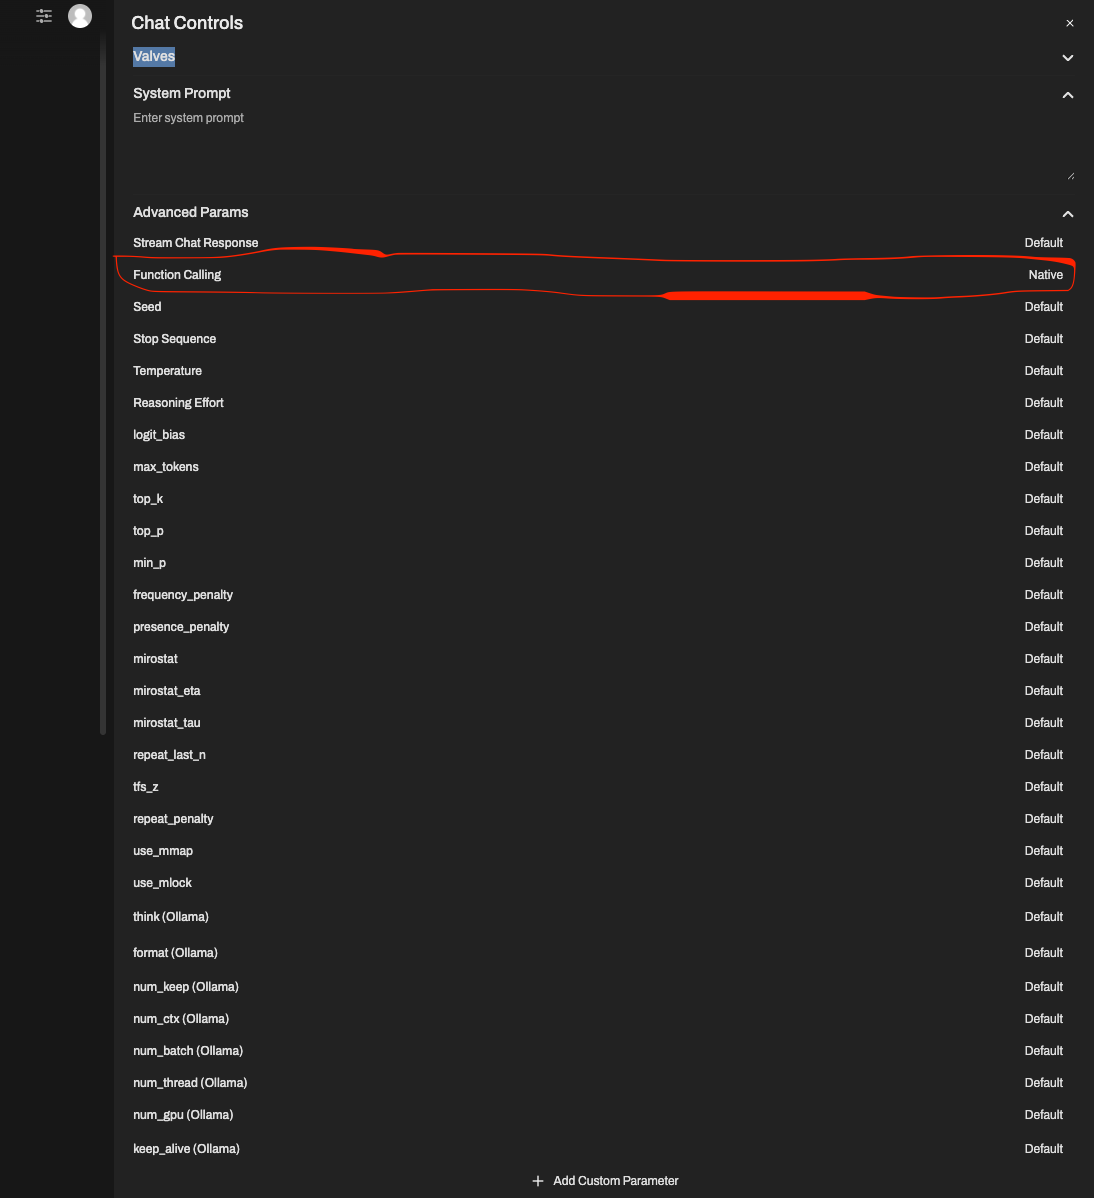 Chat Controls
Valves
System Prompt
Enter system prompt
Advanced Params
Stream Chat Response Default
Function Calling Native
Seed Default
Stop Sequence Default
Temperature Default
Reasoning Effort Default
logit_bias Default
max_tokens Default
top_k Default
top_p Default
min_p Default
frequency_penalty Default
presence_penalty Default
mirostat Default
mirostat_eta Default
mirostat_tau Default
repeat_last_n Default
tfs_z Default
repeat_penalty Default
use_mmap Default
use_mlock Default
think (Ollama) Default
format (Ollama) Default
num_keep (Ollama) Default
num_ctx (Ollama) Default
num_batch (Ollama) Default
num_thread (Ollama) Default
num_gpu (Ollama) Default
keep_alive (Ollama) Default
Add Custom Parameter